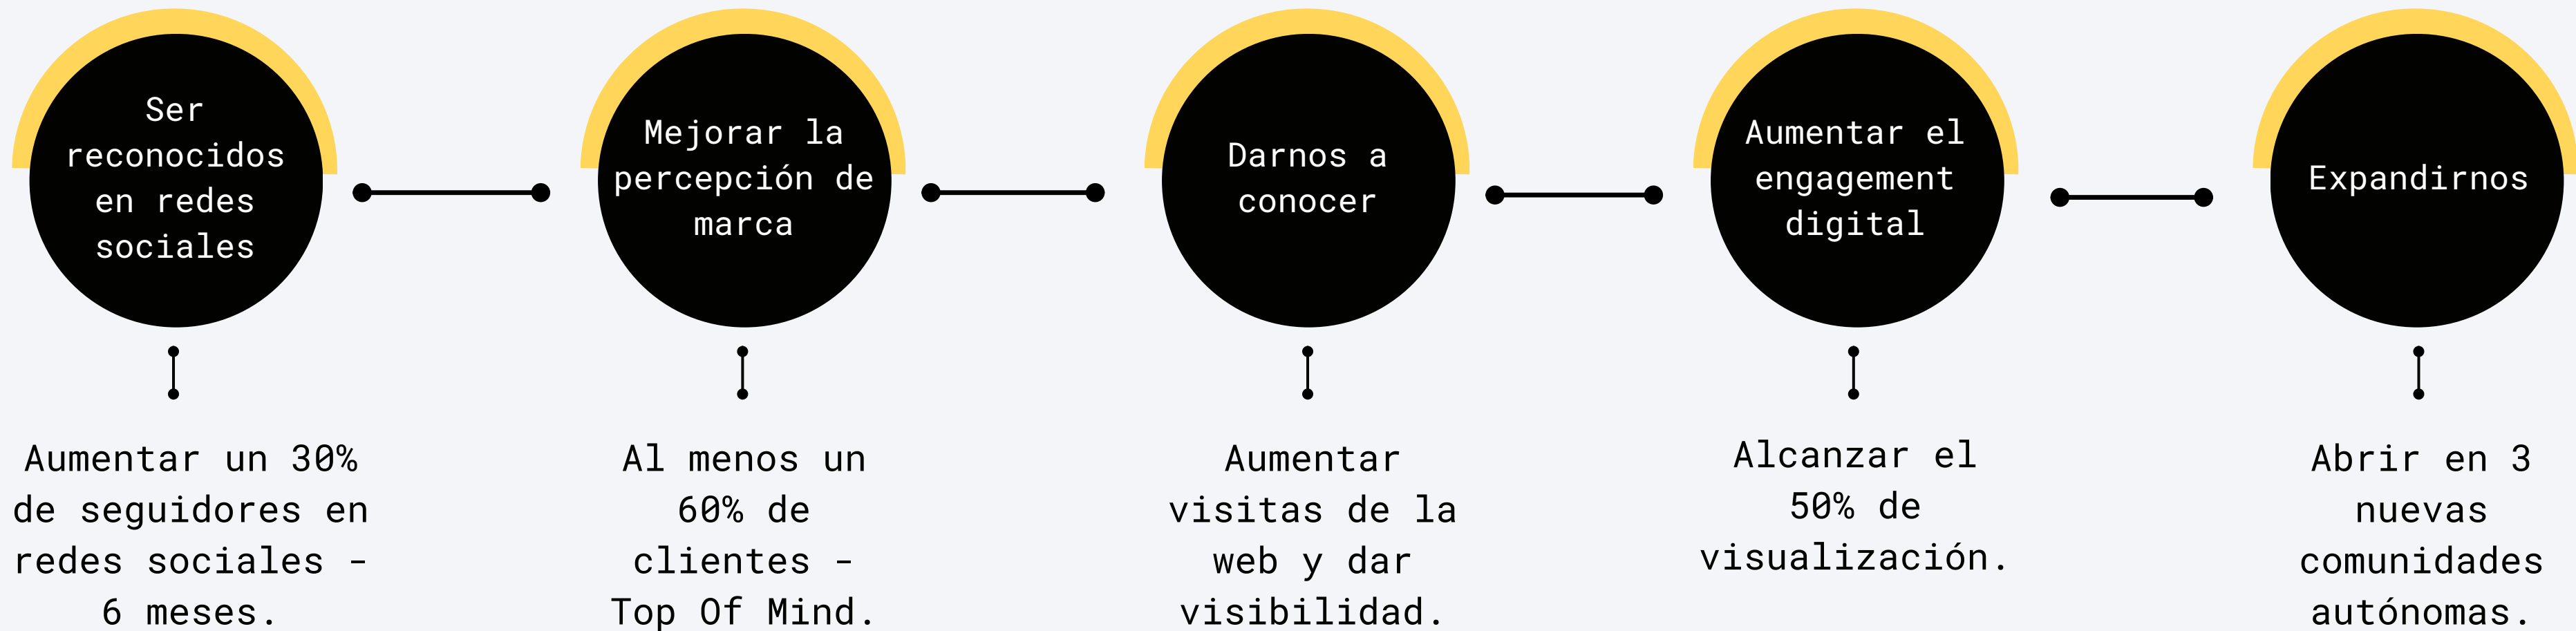 Ser
reconocidos
en redes
sociales
Mejorar la
percepción de
marca
Darnos a
conocer
Aumentar el
engagement
digital
Expandirnos
Aumentar un 30%
de seguidores en
redes sociales -
6 meses.
Al menos un
60% de
clientes -
Top Of Mind.
Aumentar
visitas de la
web y dar
visibilidad.
Alcanzar el
50% de
visualización.
Abrir en 3
nuevas
comunidades
autónomas.